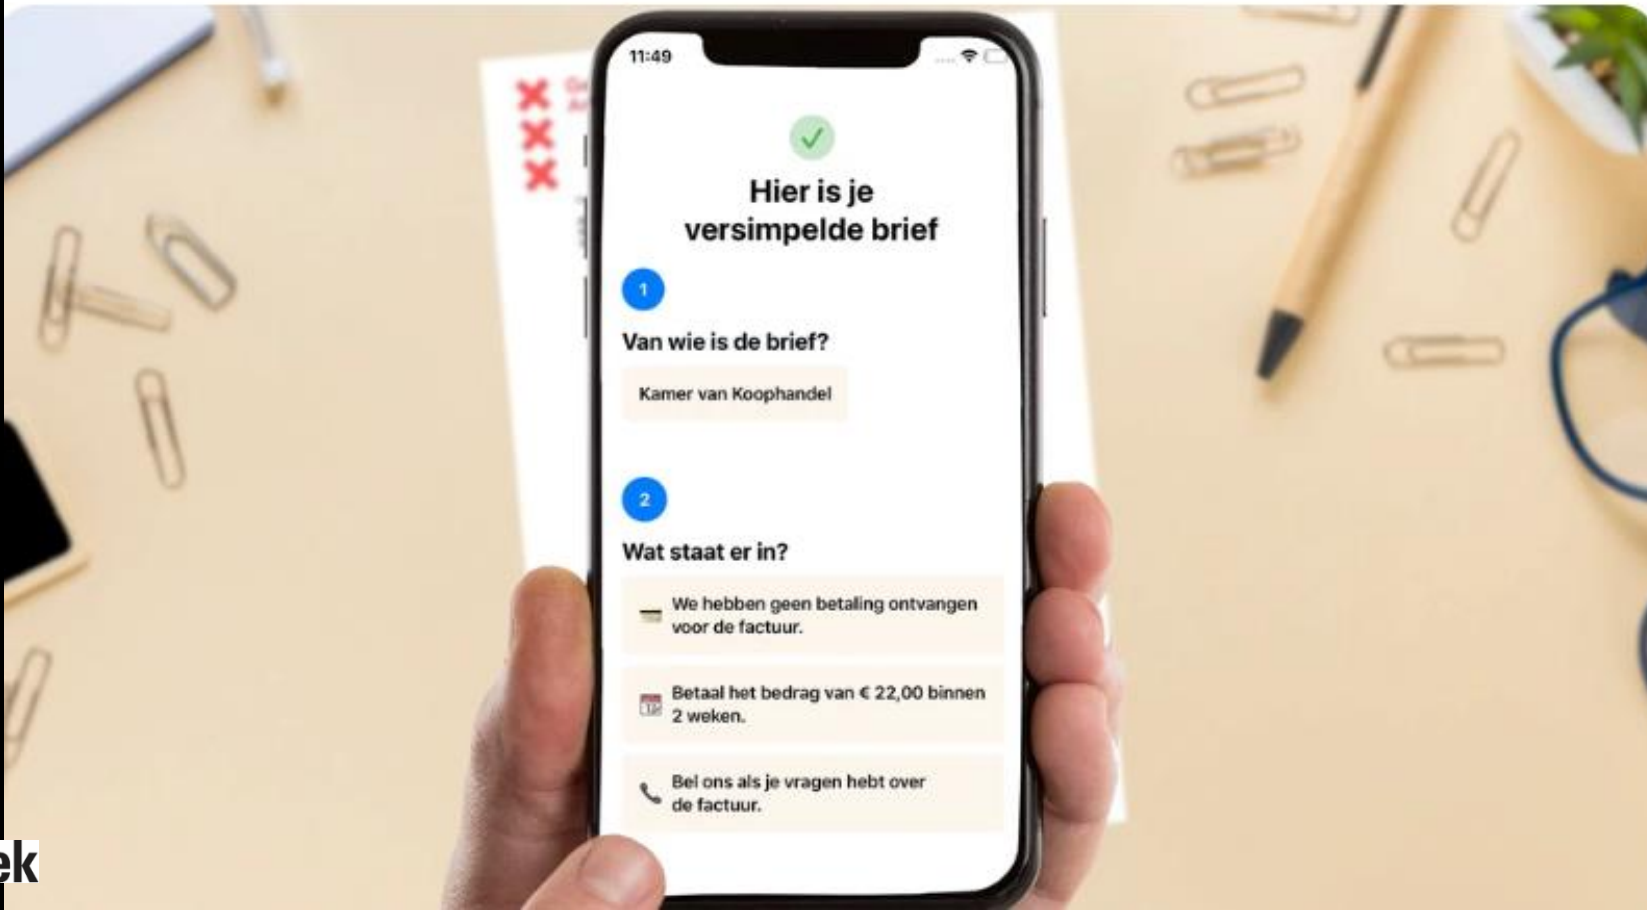 11:49
Hier is je
versimpelde brief
1
Van wie is de brief?
Kamer van Koophandel
2
Wat staat er in?
We hebben geen betaling ontvangen
voor de factuur.
Betaal het bedrag van € 22,00 binnen
2 weken.
Bel ons als je vragen hebt over
de factuur.
ek